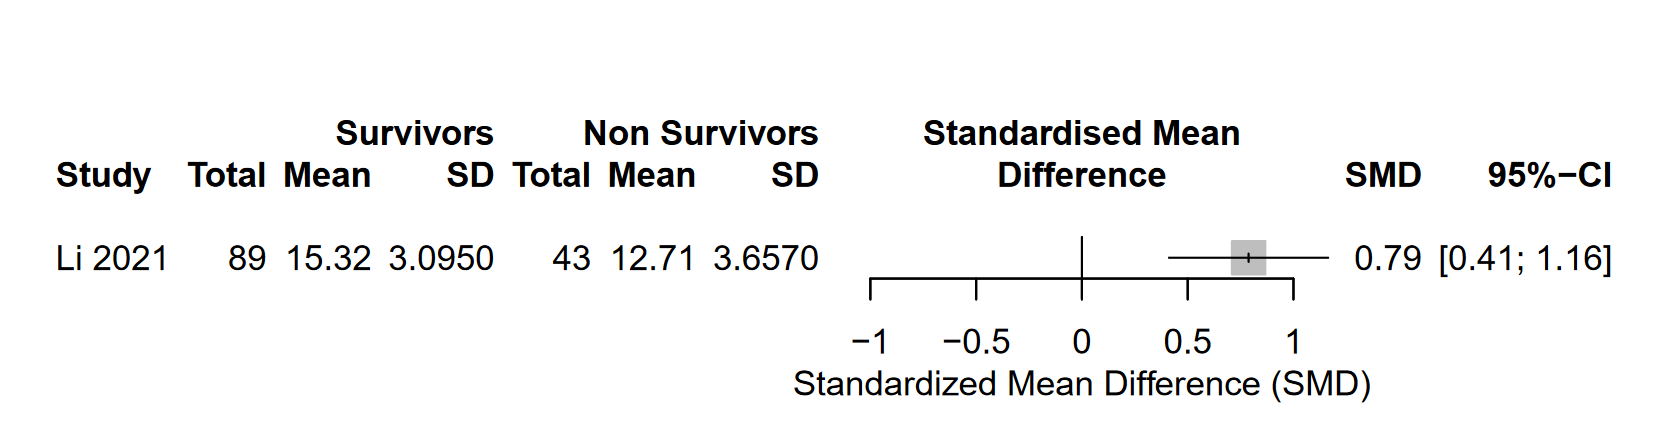 Survivors Non Survivors Standardised Mean
Study Total Mean SD Total Mean SD Difference SMD 95%−CI
Li 2021 89 15.32 3.0950 43 12.71 3.6570 0.79 [0.41; 1.16]
−1 −0.5 0 0.5 1
Standardized Mean Difference (SMD)